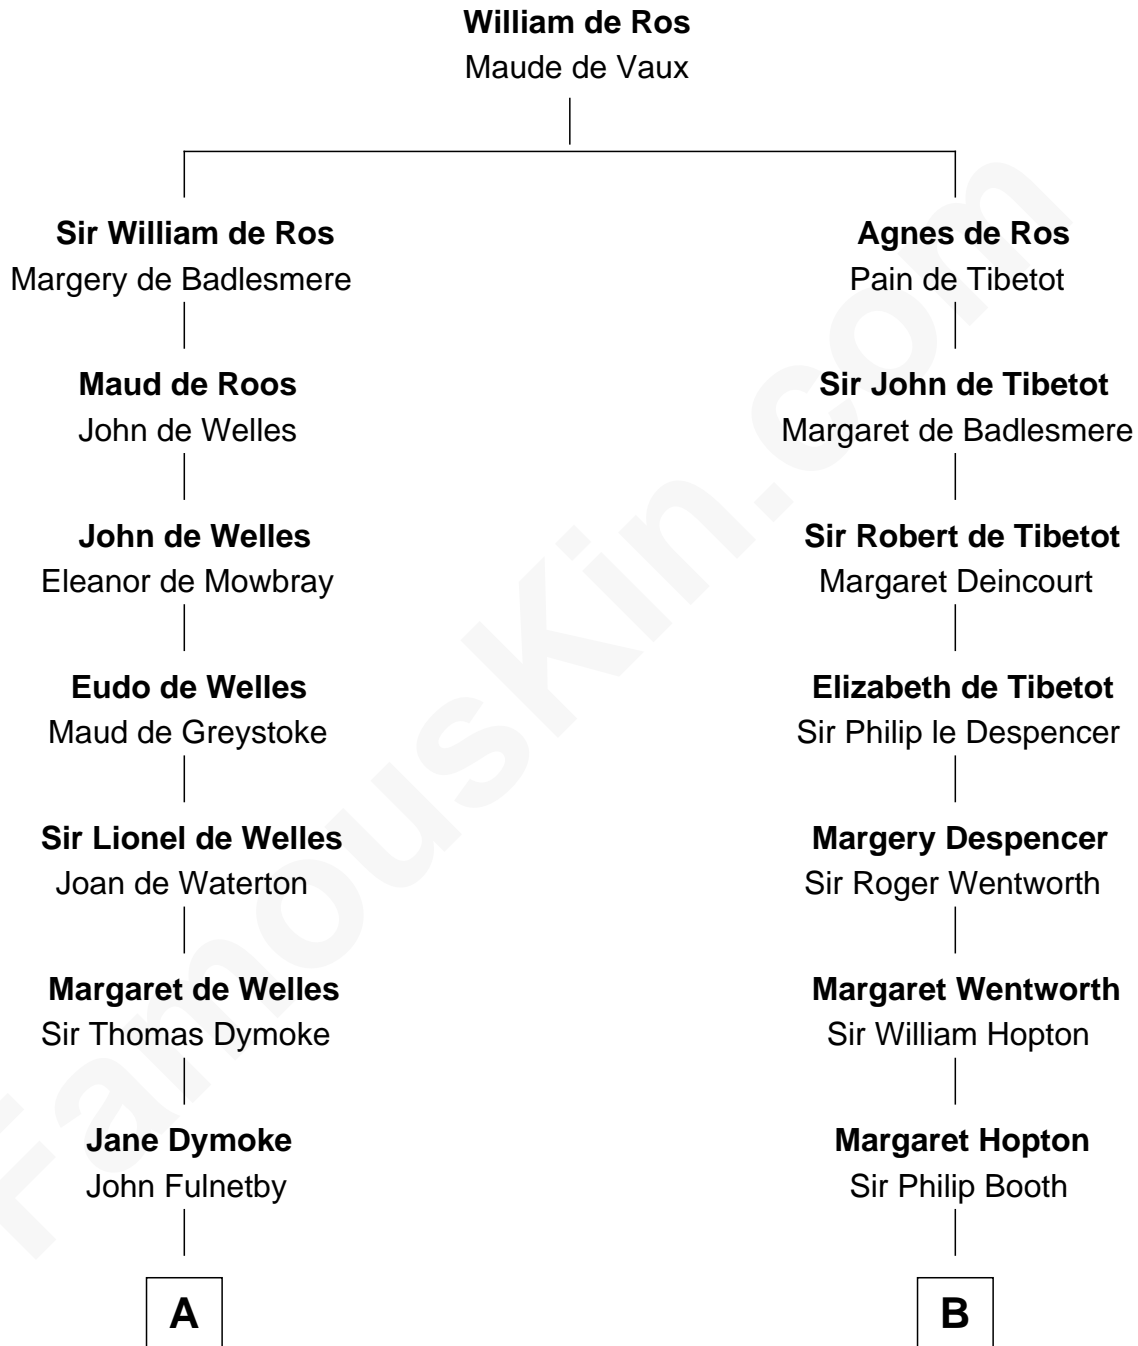 William de Ros
Maude de Vaux
Sir William de Ros
Margery de Badlesmere
Agnes de Ros
Pain de Tibetot
Maud de Roos
John de Welles
Sir John de Tibetot
Margaret de Badlesmere
John de Welles
Eleanor de Mowbray
Sir Robert de Tibetot
Margaret Deincourt
Eudo de Welles
Maud de Greystoke
Elizabeth de Tibetot
Sir Philip le Despencer
Sir Lionel de Welles
Joan de Waterton
Margery Despencer
Sir Roger Wentworth
Margaret de Welles
Sir Thomas Dymoke
Margaret Wentworth
Sir William Hopton
Jane Dymoke
John Fulnetby
Margaret Hopton
Sir Philip Booth
A
B
FamousKin.com